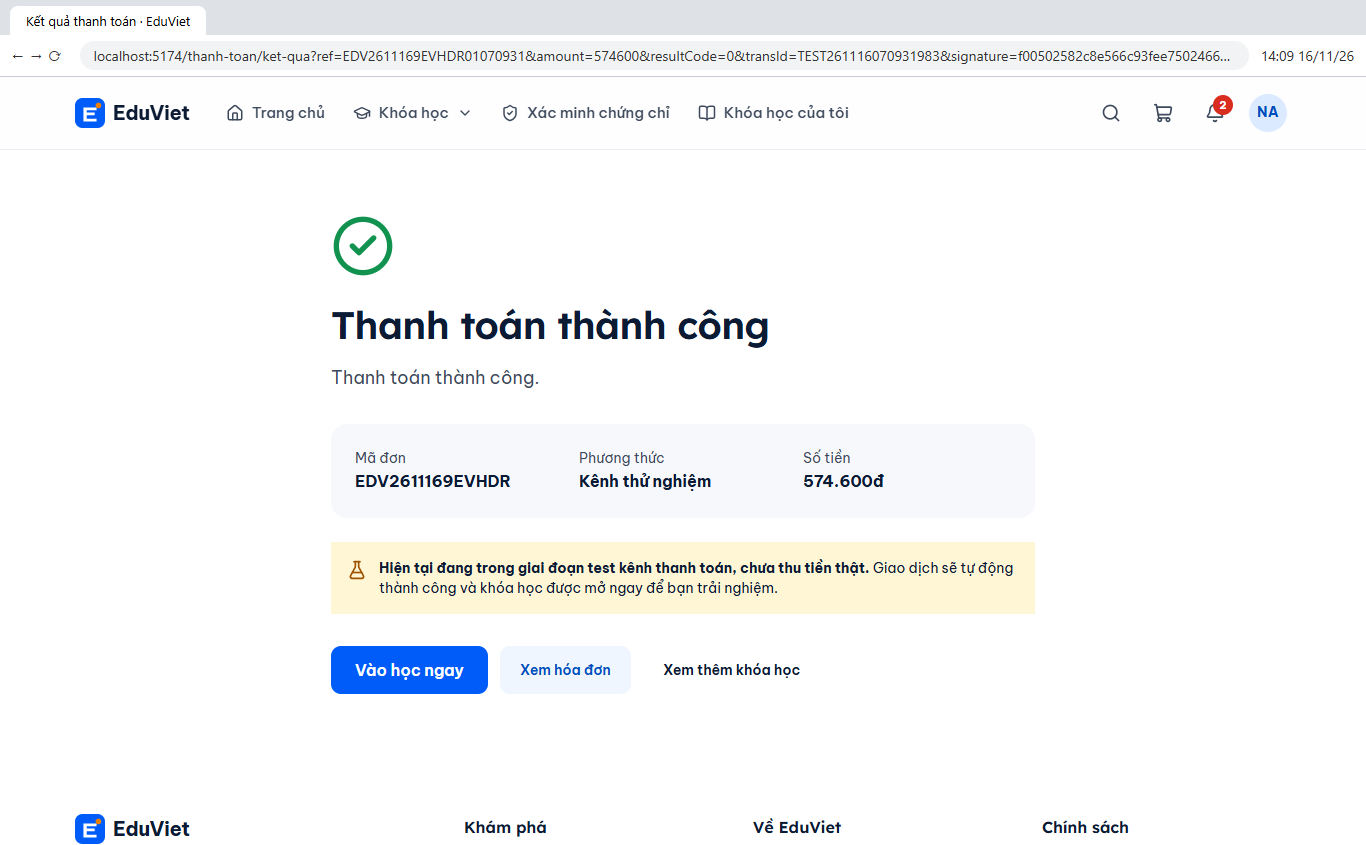 Kết quả thanh toán · EduViet
localhost:5174/thanh-toan/ket-qua?ref=EDV2611169EVHDR01070931&amount=574600&resultCode=0&transId=TEST261116070931983&signature=f00502582c8e566c93fee7502466...
14:09 16/11/26
EduViet
Trang chủ
Khóa học
Xác minh chứng chỉ
Khóa học của tôi
2
NA
Thanh toán thành công
Thanh toán thành công.
Mã đơn
EDV2611169EVHDR
Phương thức
Kênh thử nghiệm
Số tiền
574.600đ
Hiện tại đang trong giai đoạn test kênh thanh toán, chưa thu tiền thật. Giao dịch sẽ tự động
thành công và khóa học được mở ngay để bạn trải nghiệm.
Vào học ngay
Xem hóa đơn
Xem thêm khóa học
EduViet
Khám phá
Về EduViet
Chính sách